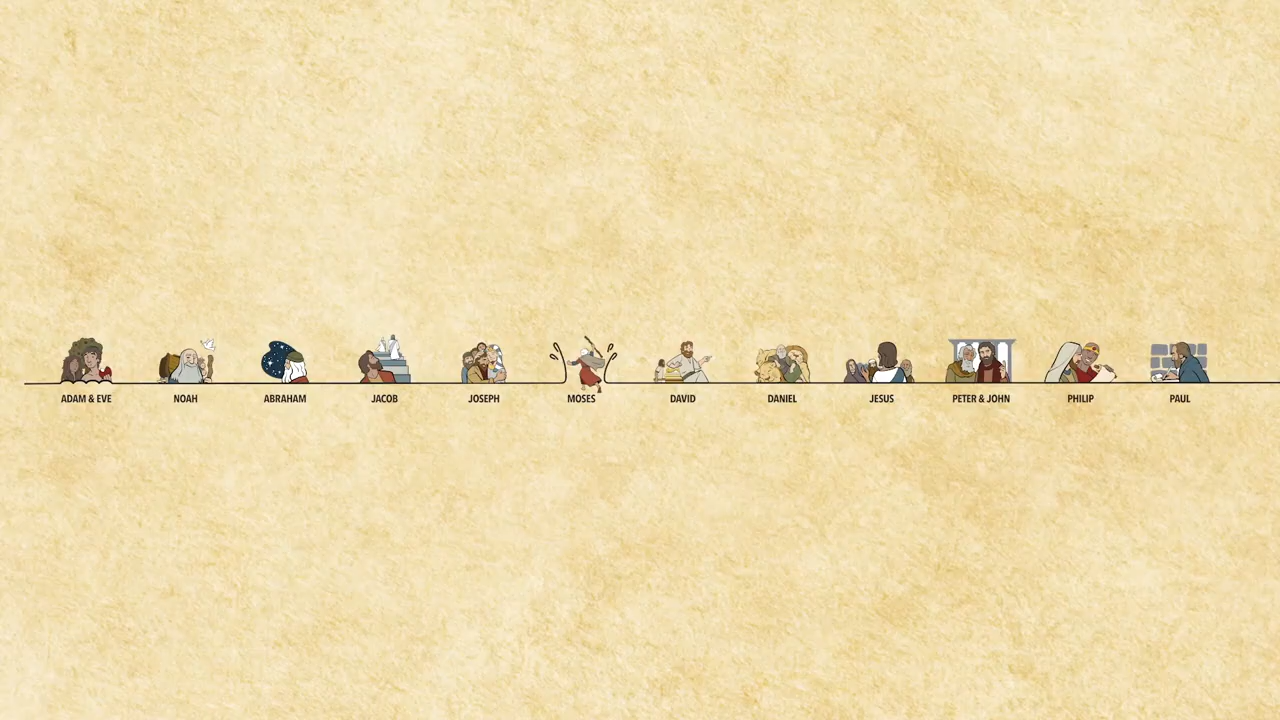 ADAM & EVE
NOAH
ABRAHAM
JACOB
JOSEPH
MOSES
DAVID
DANIEL
JESUS
PETER & JOHN
PHILIP
PAUL